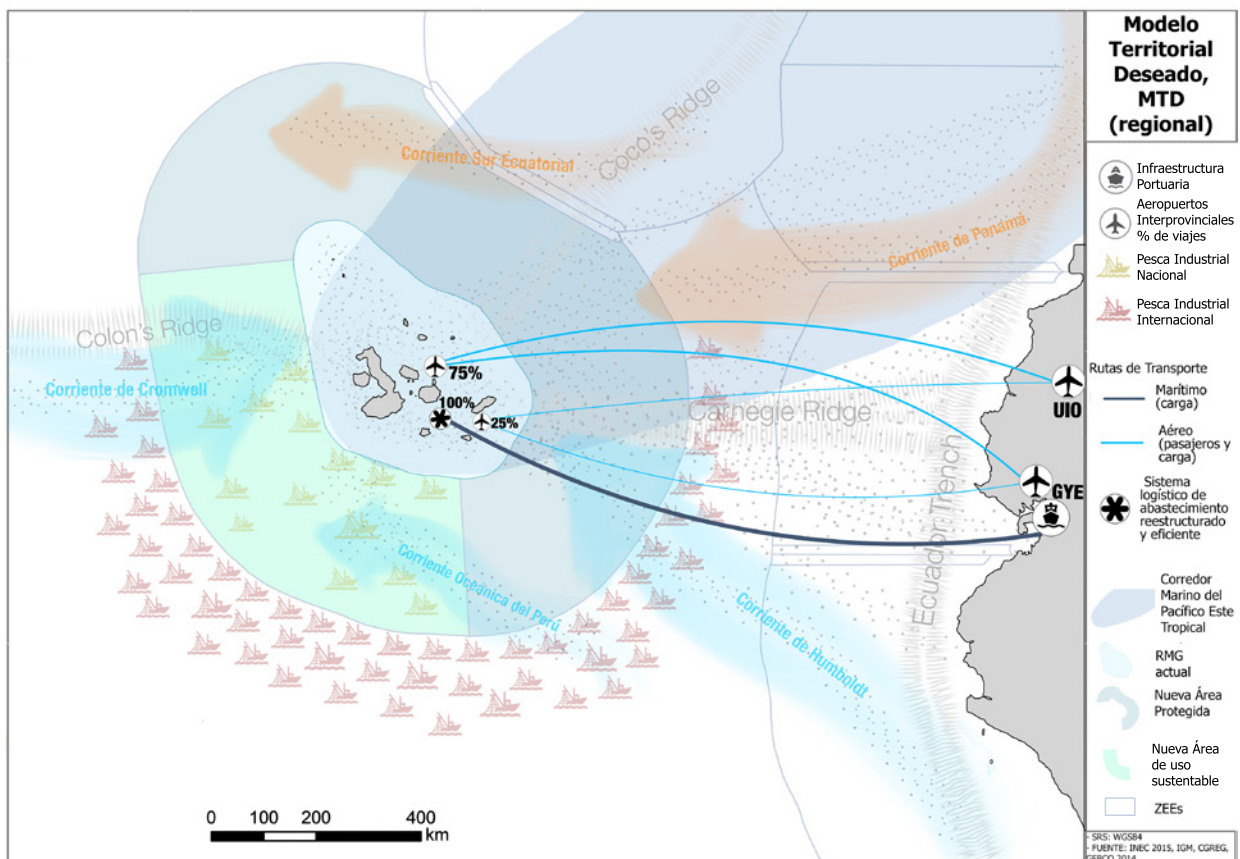 Modelo
Territorial
Deseado,
MTD
(regional)
Infraestructura
Portuaria
Aeropuertos
Interprovinciales
% de viajes
Pesca Industrial
Nacional
Pesca Industrial
Internacional
Rutas de Transporte
Marítimo
(carga)
Aéreo
(pasajeros y
carga)
Sistema
logístico de
abastecimiento
reestructurado
y eficiente
Corredor
Marino del
Pacífico Este
Tropical
RMG
actual
Nueva Área
Protegida
Nueva Área
de uso
sustentable
ZEEs
- SRS: WGS84
- FUENTE: INEC 2015, IGM, CGREG,
GEBCO 2014
Corriente Sur Ecuatorial
Coco's Ridge
Corriente de Panamá
Colon's Ridge
Corriente de Cromwell
75%
100%
25%
Carnegie Ridge
UIO
GYE
Ecuador Trench
Corriente Oceánica del Perú
Corriente de Humboldt
0 100 200 400
km